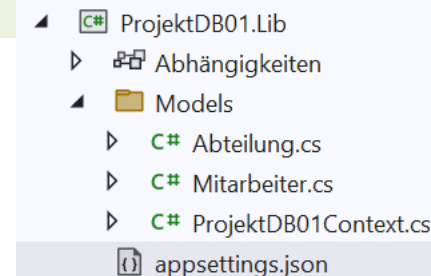 C# ProjektDB01.Lib
Abhängigkeiten
Models
C# Abteilung.cs
C# Mitarbeiter.cs
C# ProjektDB01Context.cs
{} appsettings.json